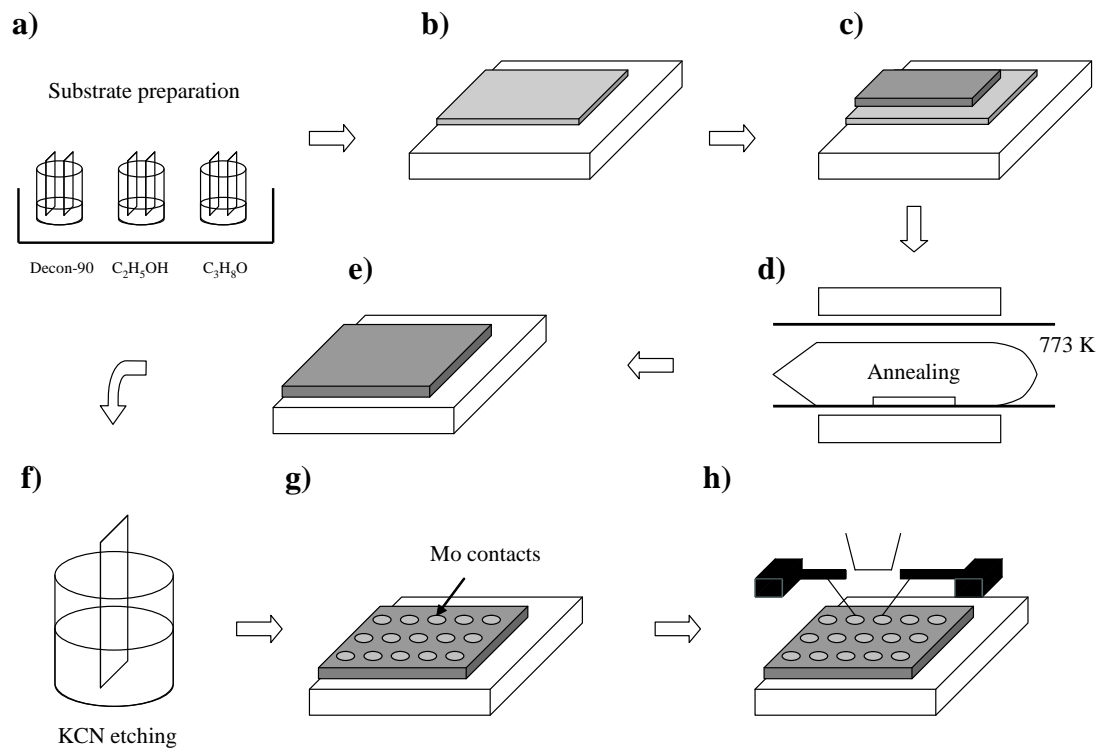 a)
Substrate preparation
Decon-90 C₂H₅OH C₃H₈O
b)
c)
d)
773 K
Annealing
e)
f)
KCN etching
g)
Mo contacts
h)